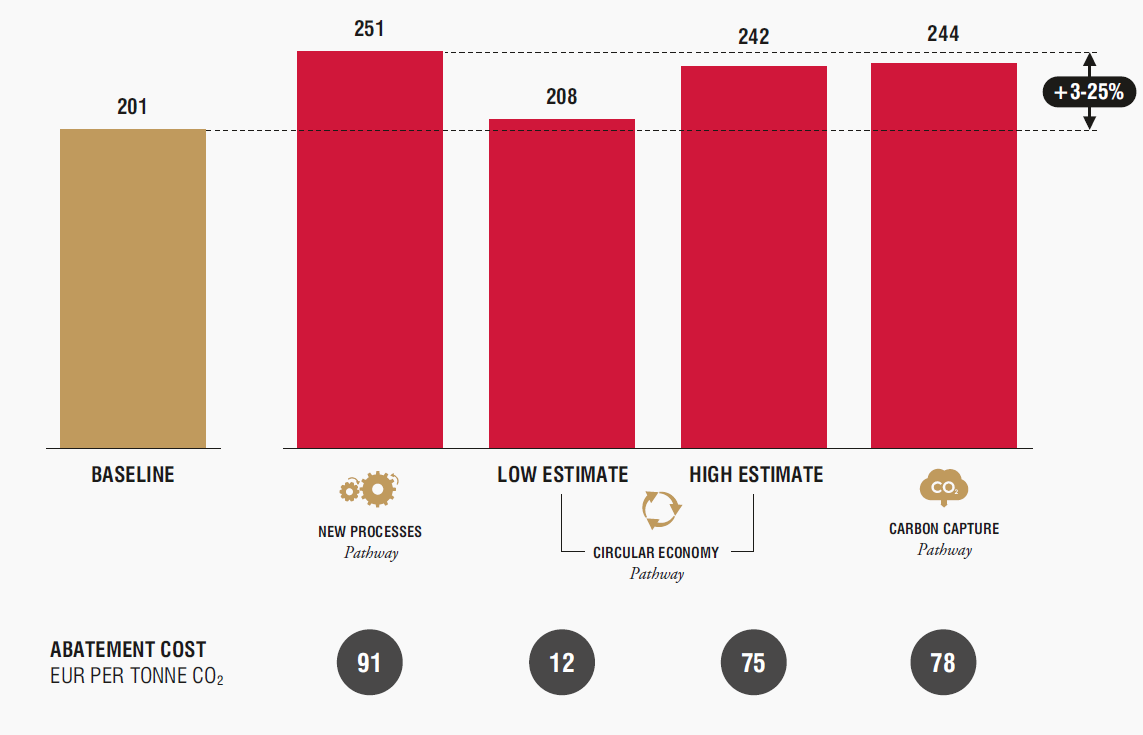 251
242
244
201
208
+3-25%
BASELINE
LOW ESTIMATE
HIGH ESTIMATE
CO₂
NEW PROCESSES
Pathway
CIRCULAR ECONOMY
Pathway
CARBON CAPTURE
Pathway
ABATEMENT COST
EUR PER TONNE CO₂
91
12
75
78